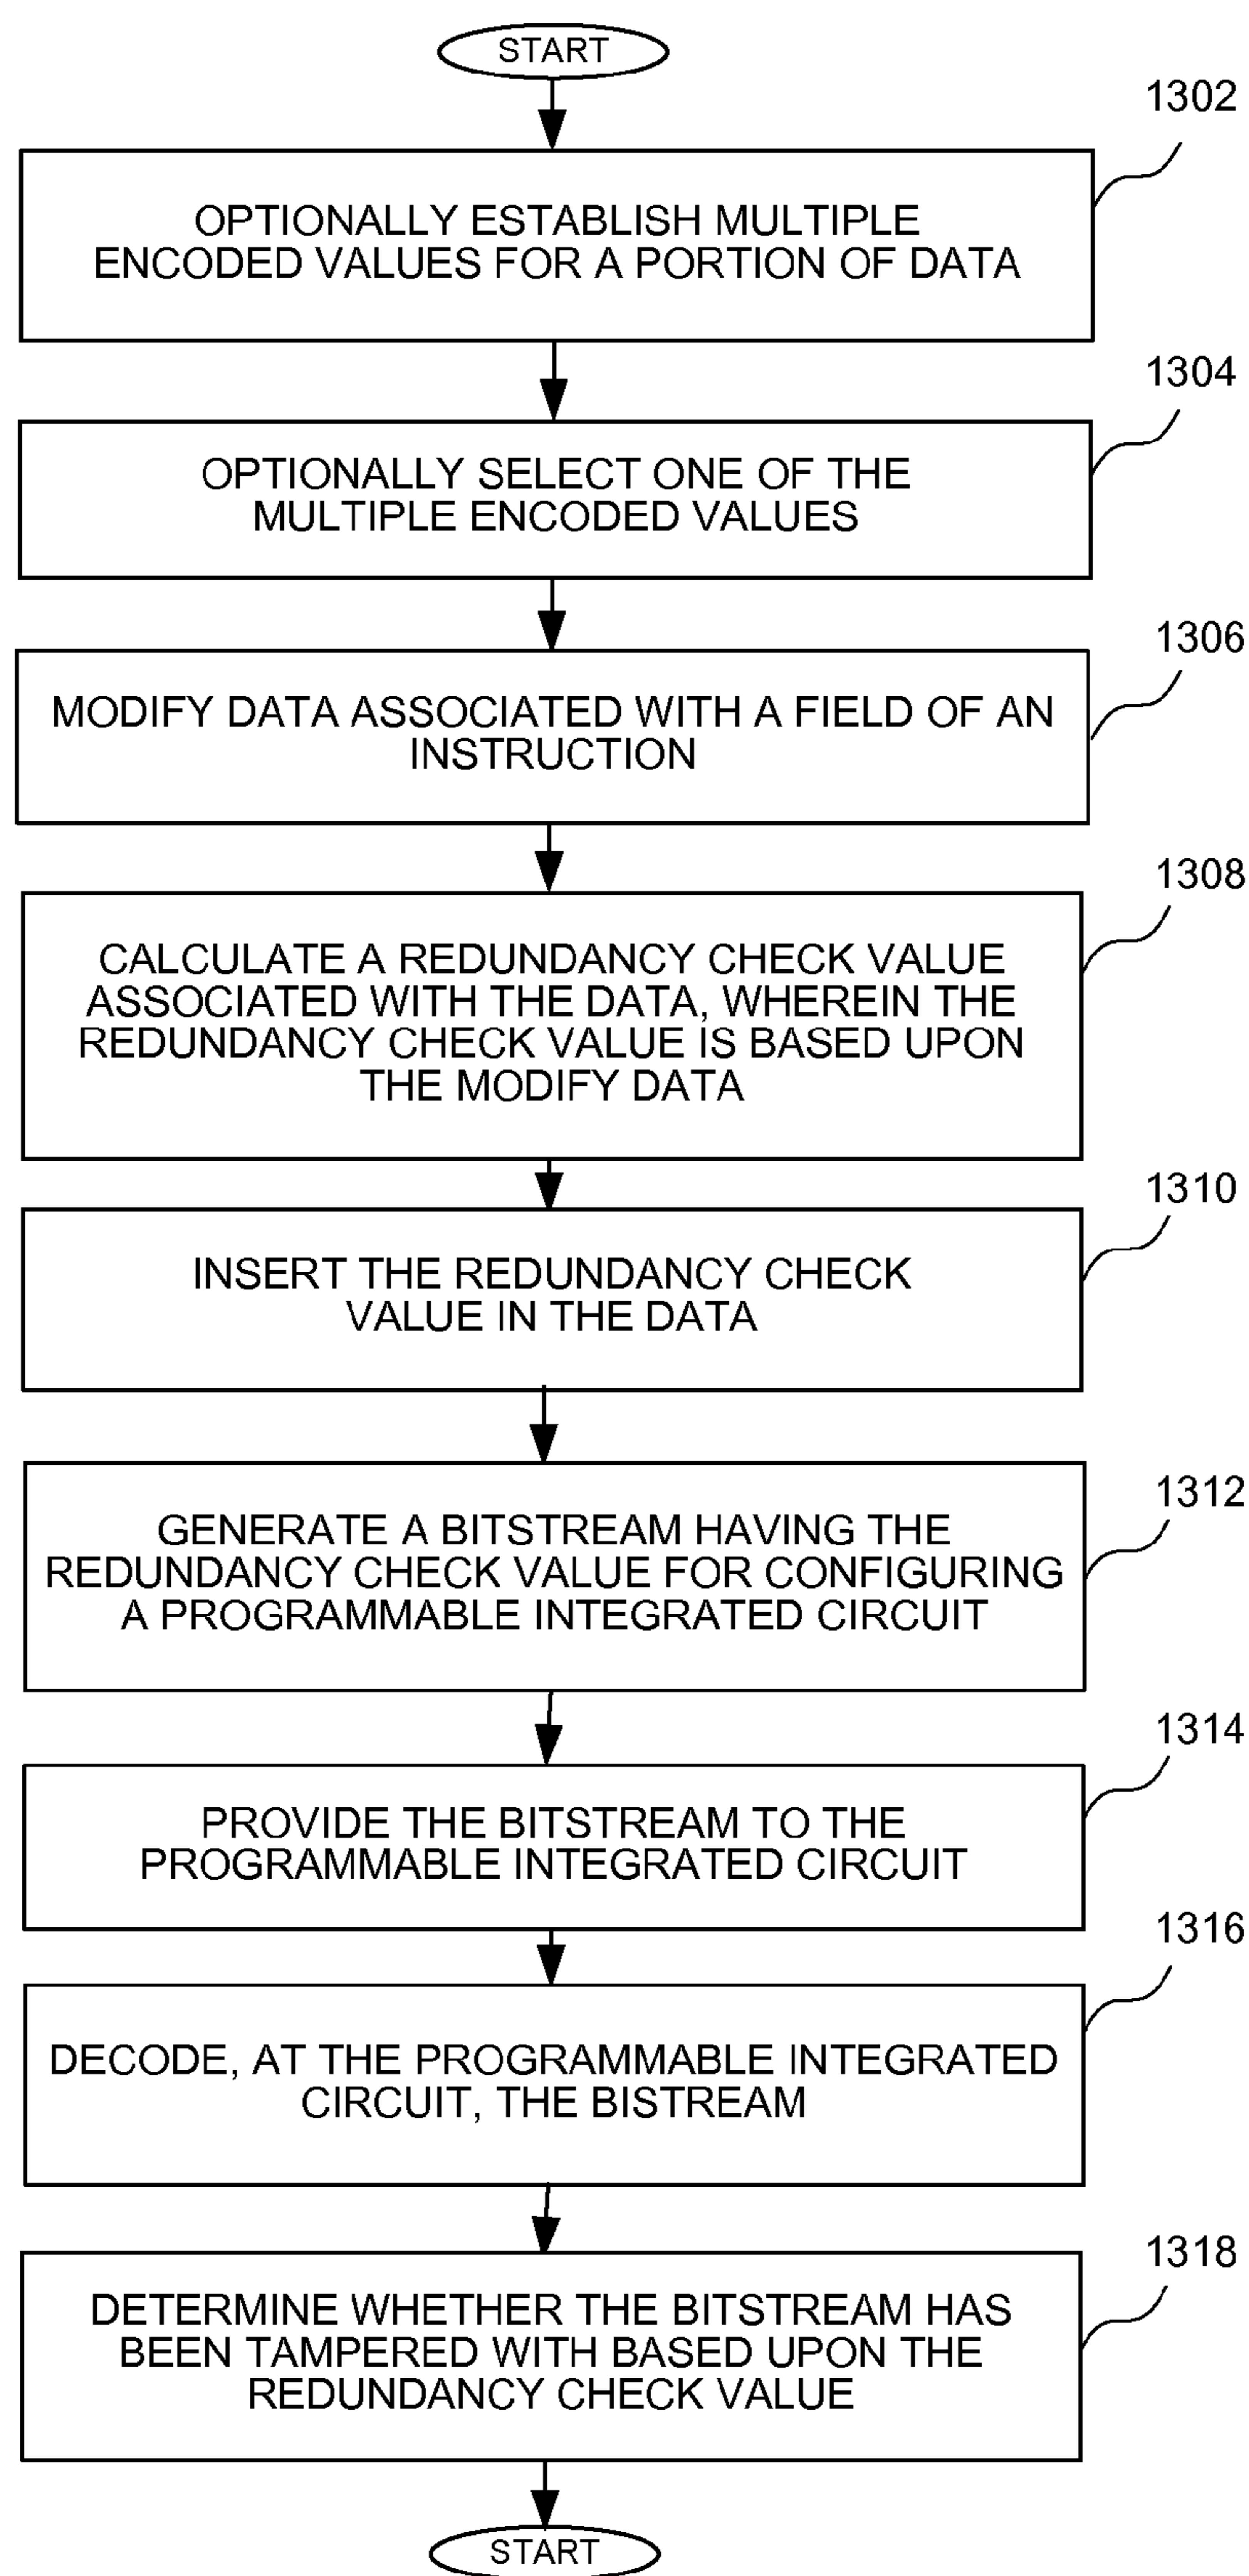 START
1302
OPTIONALLY ESTABLISH MULTIPLE
ENCODED VALUES FOR A PORTION OF DATA
1304
OPTIONALLY SELECT ONE OF THE
MULTIPLE ENCODED VALUES
1306
MODIFY DATA ASSOCIATED WITH A FIELD OF AN
INSTRUCTION
1308
CALCULATE A REDUNDANCY CHECK VALUE
ASSOCIATED WITH THE DATA, WHEREIN THE
REDUNDANCY CHECK VALUE IS BASED UPON
THE MODIFY DATA
1310
INSERT THE REDUNDANCY CHECK
VALUE IN THE DATA
1312
GENERATE A BITSTREAM HAVING THE
REDUNDANCY CHECK VALUE FOR CONFIGURING
A PROGRAMMABLE INTEGRATED CIRCUIT
1314
PROVIDE THE BITSTREAM TO THE
PROGRAMMABLE INTEGRATED CIRCUIT
1316
DECODE, AT THE PROGRAMMABLE INTEGRATED
CIRCUIT, THE BISTREAM
1318
DETERMINE WHETHER THE BITSTREAM HAS
BEEN TAMPERED WITH BASED UPON THE
REDUNDANCY CHECK VALUE
START